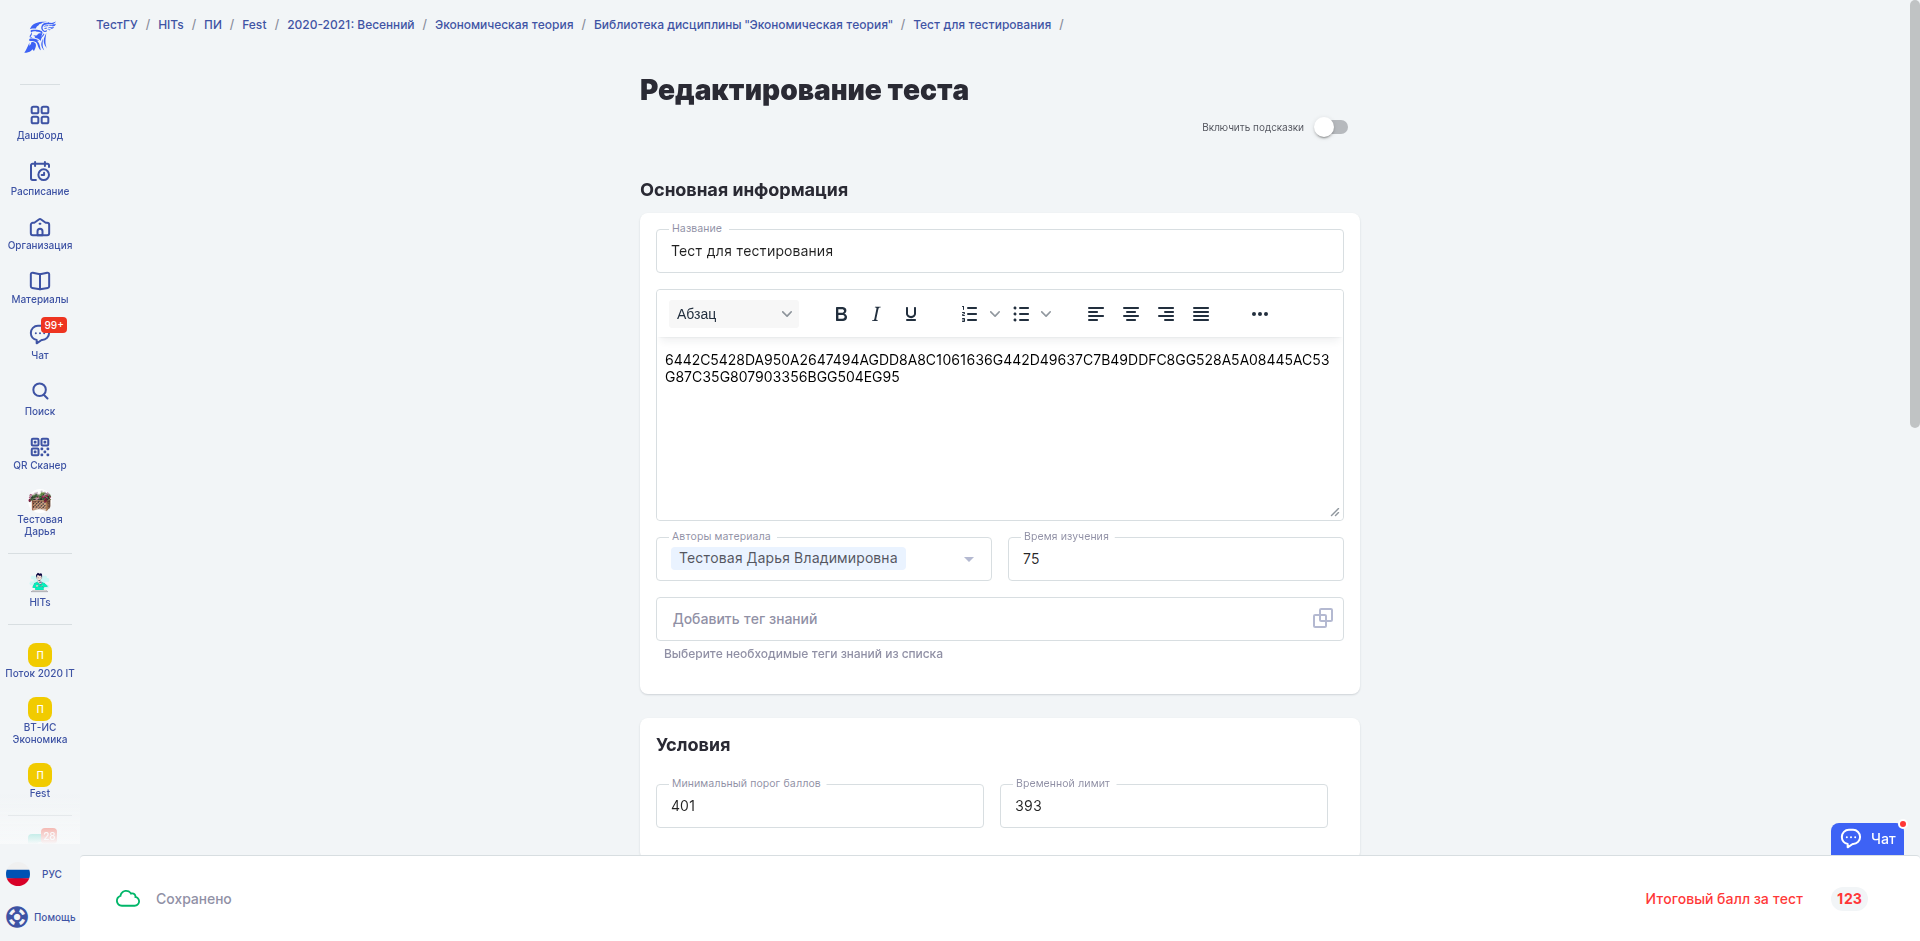 ТестГУ / HITs / ПИ / Fest / 2020-2021: Весенний / Экономическая теория / Библиотека дисциплины "Экономическая теория" / Тест для тестирования /
Дашборд
Расписание
Организация
Материалы
99+
Чат
Поиск
QR Сканер
Тестовая
Дарья
HITs
П
Поток 2020 IT
П
ВТ-ИС
Экономика
П
Fest
28
РУС
Помощь
Редактирование теста
Включить подсказки
Основная информация
Название
Тест для тестирования
Абзац
6442C5428DA950A2647494AGDD8A8C1061636G442D49637C7B49DDFC8GG528A5A08445AC53
G87C35G807903356BGG504EG95
Авторы материала
Тестовая Дарья Владимировна
Время изучения
75
Добавить тег знаний
Выберите необходимые теги знаний из списка
Условия
Минимальный порог баллов
401
Временной лимит
393
Чат
Сохранено
Итоговый балл за тест
123